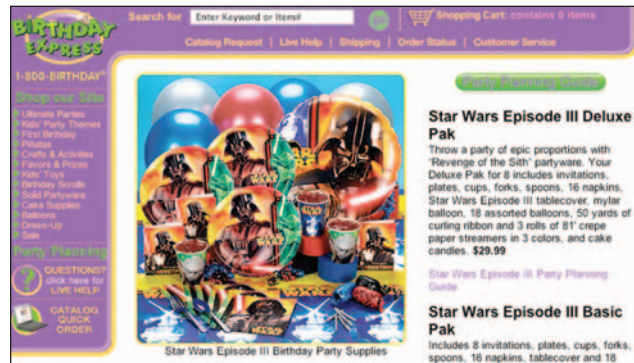 BIRTHDAY
EXPRESS
1-800-BIRTHDAY®
Search for
Enter Keyword or Item#
Shopping Cart: contains 0 items
Catalog Request | Live Help | Shipping | Order Status | Customer Service
Shop our Site
Ultimate Parties
Kids' Party Themes
First Birthday
Piñatas
Crafts & Activities
Favors & Prizes
Kids' Toys
Birthday Scrolls
Solid Partyware
Cake Supplies
Balloons
Dress-Up
Sale
Party Planning
QUESTIONS?
click here for
LIVE HELP
CATALOG
QUICK
ORDER
Star Wars Episode III Birthday Party Supplies
Party Planning Guide
Star Wars Episode III Deluxe
Pak
Throw a party of epic proportions with
"Revenge of the Sith" partyware. Your
Deluxe Pak for 8 includes invitations,
plates, cups, forks, spoons, 16 napkins,
Star Wars Episode III tablecover, mylar
balloon, 18 assorted balloons, 50 yards of
curling ribbon and 3 rolls of 81' crepe
paper streamers in 3 colors, and cake
candles. $29.99
Star Wars Episode III Party Planning
Guide
Star Wars Episode III Basic
Pak
Includes 8 invitations, plates, cups, forks,
spoons, 16 napkins, tablecover and 18